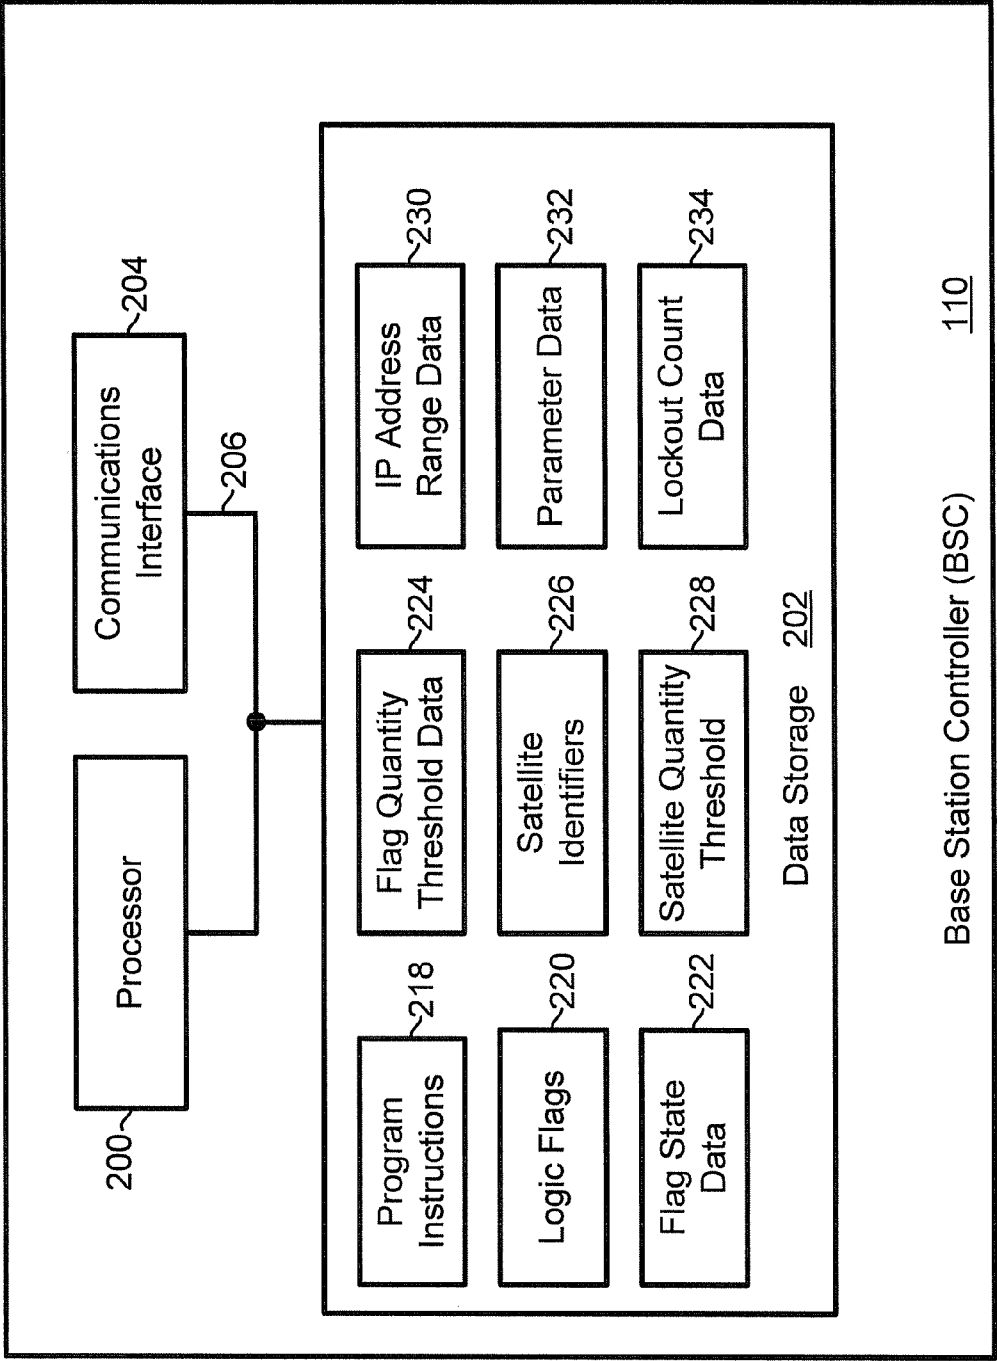 Processor
200
Communications
Interface
204
206
Program
Instructions
218
Flag Quantity
Threshold Data
224
IP Address
Range Data
230
Logic Flags
220
Satellite
Identifiers
226
Parameter Data
232
Flag State
Data
222
Satellite Quantity
Threshold
228
Lockout Count
Data
234
Data Storage 202
Base Station Controller (BSC) 110